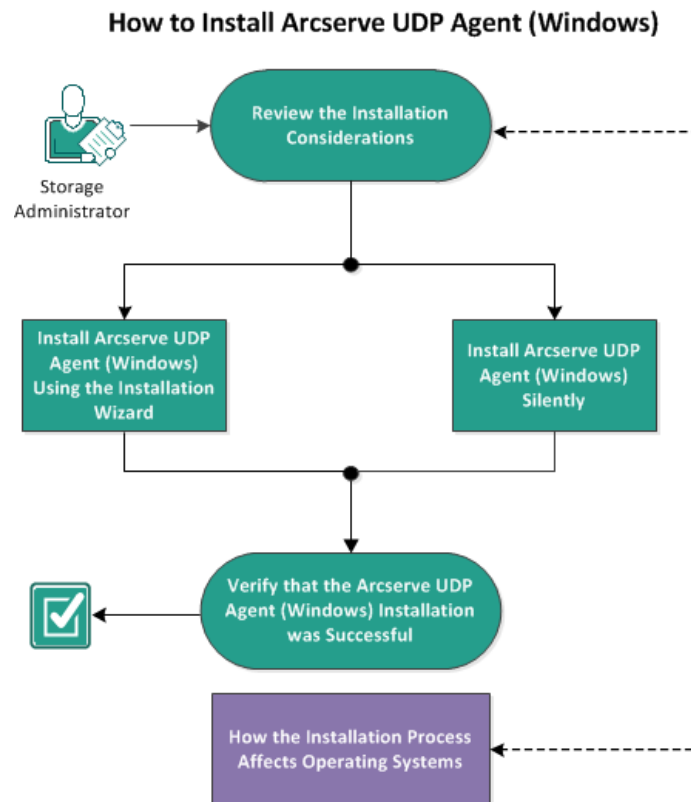 How to Install Arcserve UDP Agent (Windows)
Review the Installation
Considerations
Storage
Administrator
Install Arcserve UDP
Agent (Windows)
Using the Installation
Wizard
Install Arcserve UDP
Agent (Windows)
Silently
Verify that the Arcserve UDP
Agent (Windows) Installation
was Successful
How the Installation Process
Affects Operating Systems